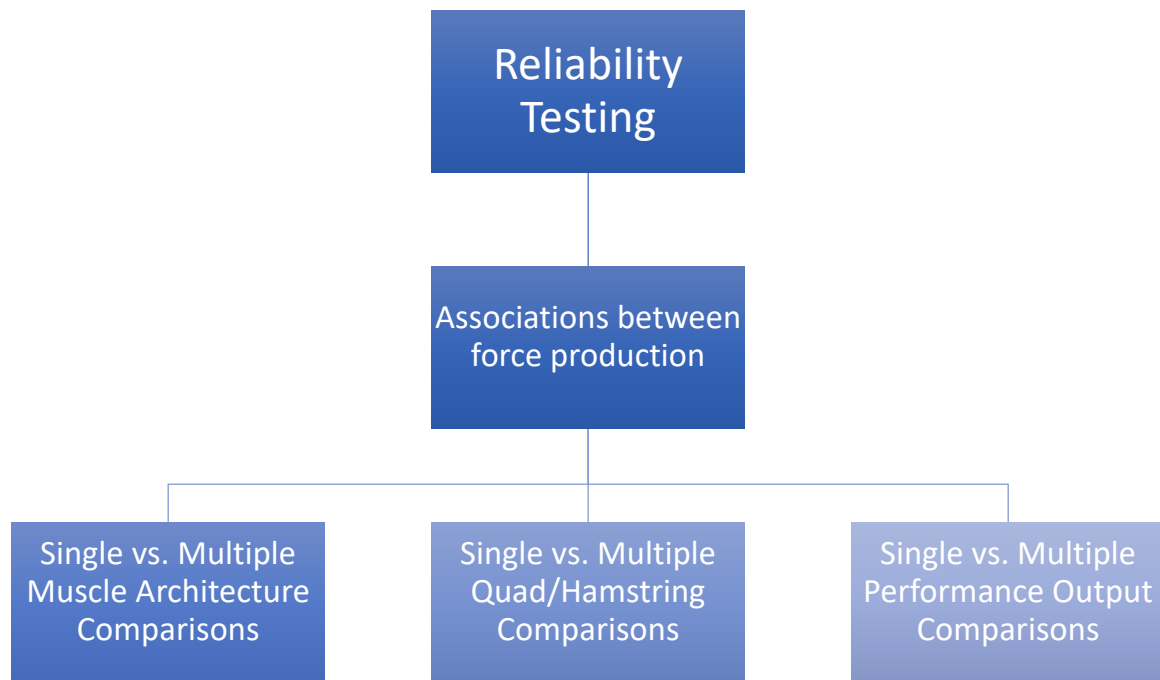 Reliability
Testing
Associations between
force production
Single vs. Multiple
Muscle Architecture
Comparisons
Single vs. Multiple
Quad/Hamstring
Comparisons
Single vs. Multiple
Performance Output
Comparisons